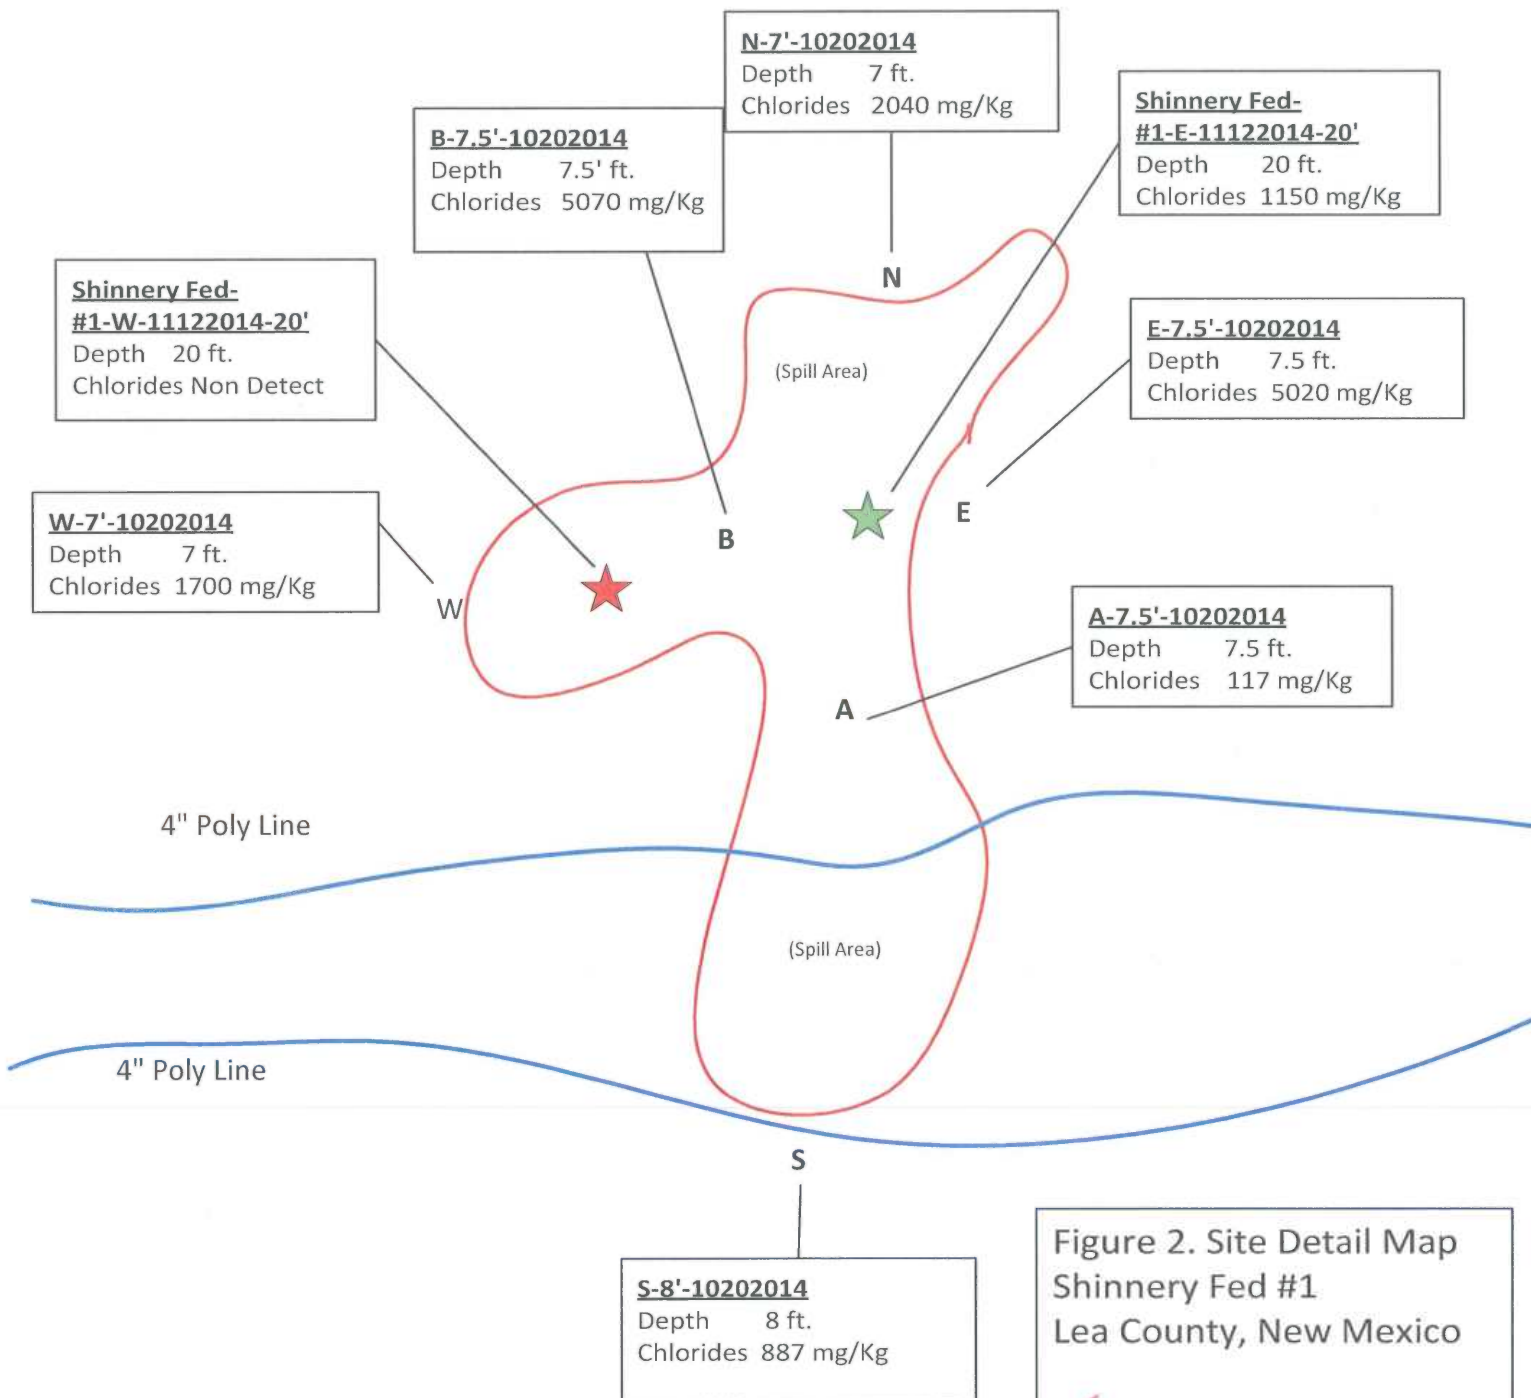 N-7'-10202014
Depth 7 ft.
Chlorides 2040 mg/Kg
Shinnery Fed-
#1-E-11122014-20'
Depth 20 ft.
Chlorides 1150 mg/Kg
B-7.5'-10202014
Depth 7.5' ft.
Chlorides 5070 mg/Kg
Shinnery Fed-
#1-W-11122014-20'
Depth 20 ft.
Chlorides Non Detect
N
E-7.5'-10202014
Depth 7.5 ft.
Chlorides 5020 mg/Kg
(Spill Area)
W-7'-10202014
Depth 7 ft.
Chlorides 1700 mg/Kg
B
E
W
A-7.5'-10202014
Depth 7.5 ft.
Chlorides 117 mg/Kg
A
4" Poly Line
(Spill Area)
4" Poly Line
S
S-8'-10202014
Depth 8 ft.
Chlorides 887 mg/Kg
Figure 2. Site Detail Map
Shinnery Fed #1
Lea County, New Mexico